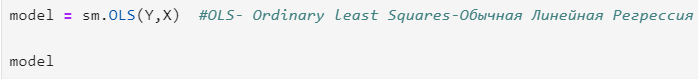 model = sm.OLS(Y,X)  #OLS- Ordinary least Squares-Обычная Линейная Регрессия
model